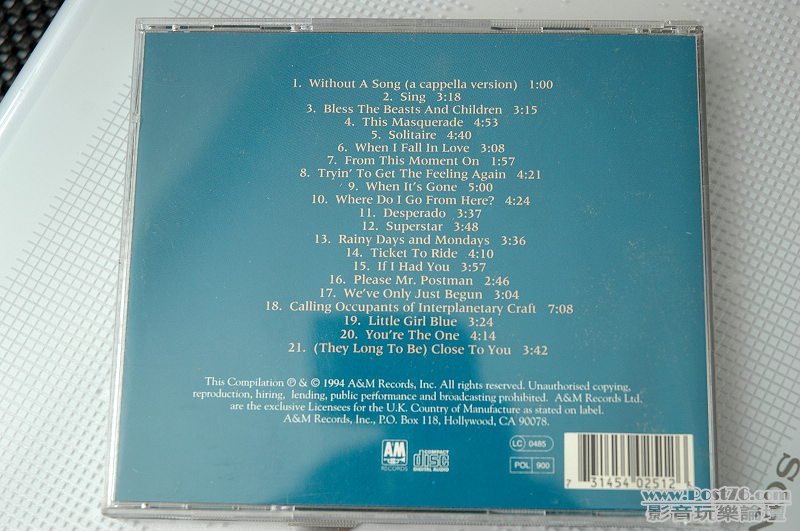 1. Without A Song (a cappella version) 1:00
2. Sing 3:18
3. Bless The Beasts And Children 3:15
4. This Masquerade 4:53
5. Solitaire 4:40
6. When I Fall In Love 3:08
7. From This Moment On 1:57
8. Tryin' To Get The Feeling Again 4:21
9. When It's Gone 5:00
10. Where Do I Go From Here? 4:24
11. Desperado 3:37
12. Superstar 3:48
13. Rainy Days and Mondays 3:36
14. Ticket To Ride 4:10
15. If I Had You 3:57
16. Please Mr. Postman 2:46
17. We've Only Just Begun 3:04
18. Calling Occupants of Interplanetary Craft 7:08
19. Little Girl Blue 3:24
20. You're The One 4:14
21. (They Long To Be) Close To You 3:42
This Compilation ℗ & © 1994 A&M Records, Inc. All rights reserved. Unauthorised copying,
reproduction, hiring, lending, public performance and broadcasting prohibited. A&M Records Ltd.
are the exclusive Licensees for the U.K. Country of Manufacture as stated on label.
A&M Records, Inc., P.O. Box 118, Hollywood, CA 90078.
A&M RECORDS
COMPACT disc DIGITAL AUDIO
LC 0485
POL 900
7 31454 02512
www.Post76.com
影音玩樂論壇